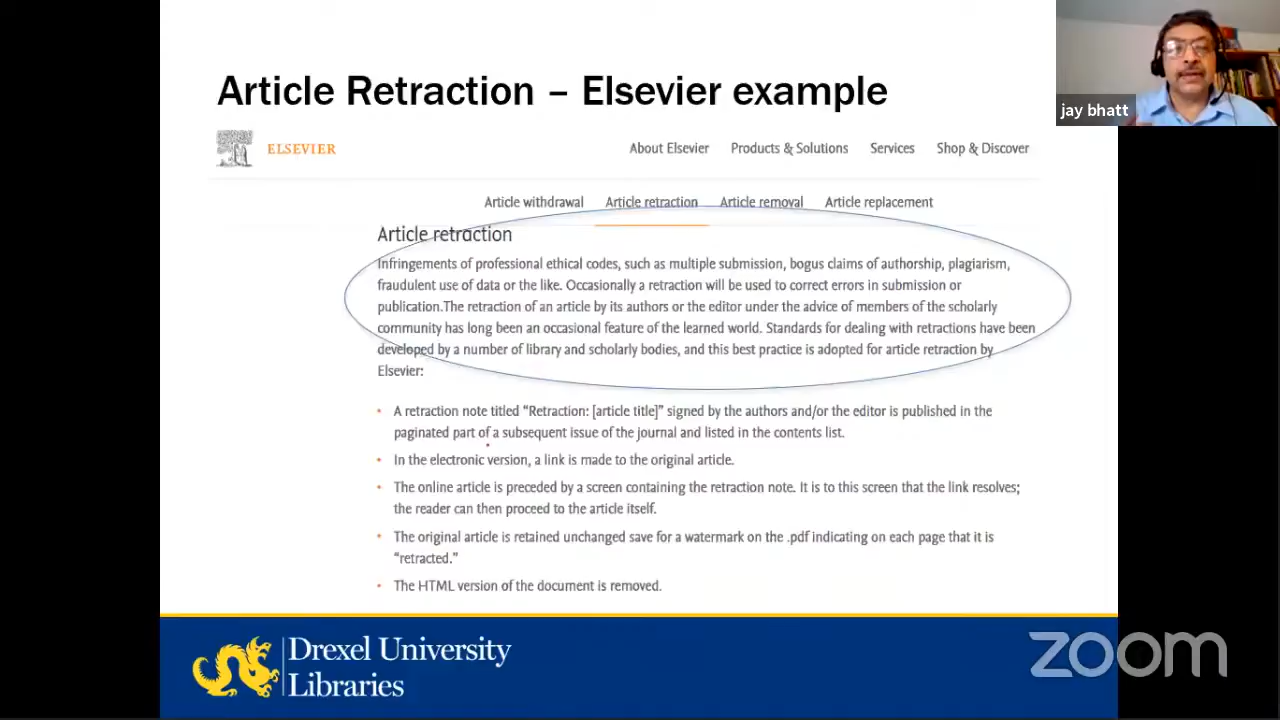 Article Retraction – Elsevier example
jay bhatt
ELSEVIER
About Elsevier Products & Solutions Services Shop & Discover
Article withdrawal Article retraction Article removal Article replacement
Article retraction
Infringements of professional ethical codes, such as multiple submission, bogus claims of authorship, plagiarism,
fraudulent use of data or the like. Occasionally a retraction will be used to correct errors in submission or
publication.The retraction of an article by its authors or the editor under the advice of members of the scholarly
community has long been an occasional feature of the learned world. Standards for dealing with retractions have been
developed by a number of library and scholarly bodies, and this best practice is adopted for article retraction by
Elsevier:
• A retraction note titled “Retraction: [article title]” signed by the authors and/or the editor is published in the
paginated part of a subsequent issue of the journal and listed in the contents list.
• In the electronic version, a link is made to the original article.
• The online article is preceded by a screen containing the retraction note. It is to this screen that the link resolves;
the reader can then proceed to the article itself.
• The original article is retained unchanged save for a watermark on the .pdf indicating on each page that it is
“retracted.”
• The HTML version of the document is removed.
Drexel University
Libraries
zoom